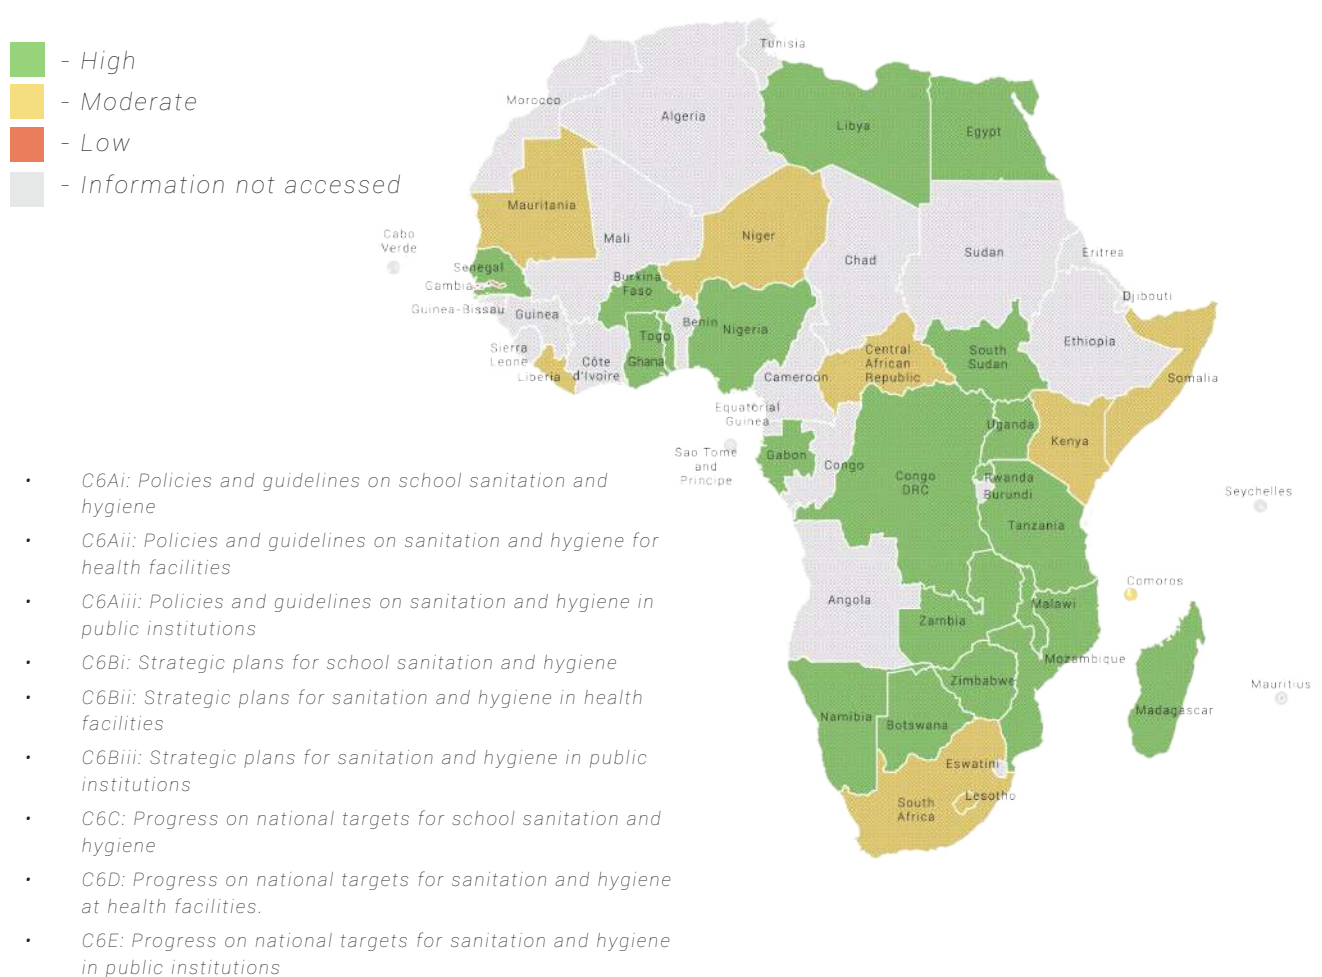 - High
- Moderate
- Low
- Information not accessed
Tunisia
Morocco
Algeria
Libya
Egypt
Mauritania
Mali
Niger
Chad
Sudan
Eritrea
Cabo
Verde
Senegal
Gambia
Guinea-Bissau
Guinea
Burkina
Faso
Djibouti
Sierra
Leone
Liberia
Côte
d'Ivoire
Ghana
Togo
Benin
Nigeria
Cameroon
Central
African
Republic
South
Sudan
Ethiopia
Somalia
Equatorial
Guinea
Sao Tome
and
Principe
Gabon
Congo
Congo
DRC
Uganda
Kenya
Rwanda
Burundi
Tanzania
Seychelles
Comoros
Angola
Zambia
Malawi
Mozambique
Mauritius
Zimbabwe
Namibia
Botswana
Madagascar
Eswatini
Lesotho
South
Africa
• C6Ai: Policies and guidelines on school sanitation and
hygiene
• C6Aii: Policies and guidelines on sanitation and hygiene for
health facilities
• C6Aiii: Policies and guidelines on sanitation and hygiene in
public institutions
• C6Bi: Strategic plans for school sanitation and hygiene
• C6Bii: Strategic plans for sanitation and hygiene in health
facilities
• C6Biii: Strategic plans for sanitation and hygiene in public
institutions
• C6C: Progress on national targets for school sanitation and
hygiene
• C6D: Progress on national targets for sanitation and hygiene
at health facilities.
• C6E: Progress on national targets for sanitation and hygiene
in public institutions